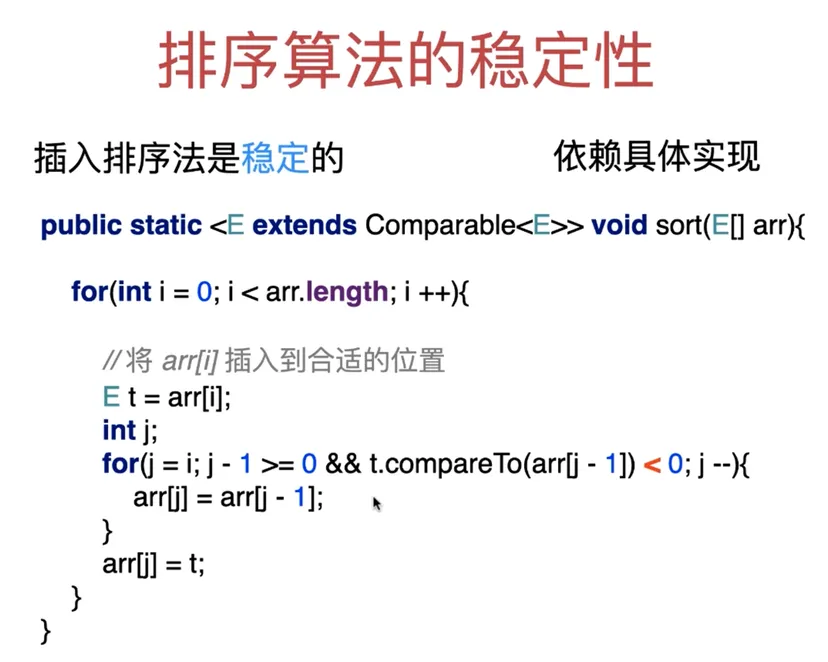 排序算法的稳定性
插入排序法是稳定的
依赖具体实现
public static <E extends Comparable<E>> void sort(E[] arr){
for(int i = 0; i < arr.length; i ++){
// 将 arr[i] 插入到合适的位置
E t = arr[i];
int j;
for(j = i; j - 1 >= 0 && t.compareTo(arr[j - 1]) < 0; j --){
arr[j] = arr[j - 1];
}
arr[j] = t;
}
}